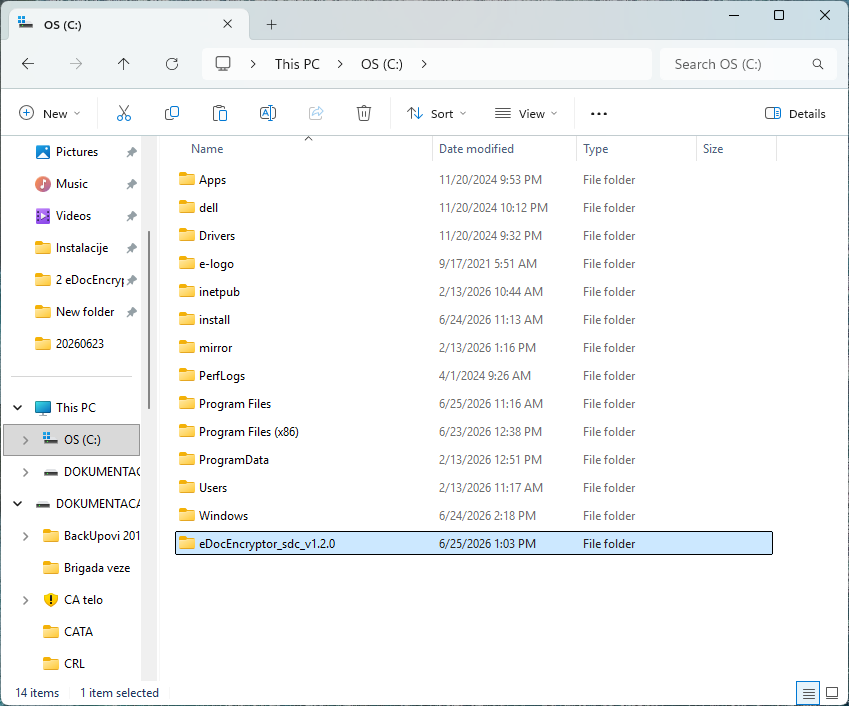 OS (C:)
This PC > OS (C:) >
Search OS (C:)
New
Sort
View
Details
Name Date modified Type Size
Pictures
Music
Videos
Instalacije
2 eDocEncryp
New folder
20260623
This PC
OS (C:)
DOKUMENTAC
DOKUMENTACA
BackUpovi 201
Brigada veze
CA telo
CATA
CRL
Apps 11/20/2024 9:53 PM File folder
dell 11/20/2024 10:12 PM File folder
Drivers 11/20/2024 9:32 PM File folder
e-logo 9/17/2021 5:51 AM File folder
inetpub 2/13/2026 10:44 AM File folder
install 6/24/2026 11:13 AM File folder
mirror 2/13/2026 1:16 PM File folder
PerfLogs 4/1/2024 9:26 AM File folder
Program Files 6/25/2026 11:16 AM File folder
Program Files (x86) 6/23/2026 12:38 PM File folder
ProgramData 2/13/2026 12:51 PM File folder
Users 2/13/2026 11:17 AM File folder
Windows 6/24/2026 2:18 PM File folder
eDocEncryptor_sdc_v1.2.0 6/25/2026 1:03 PM File folder
14 items 1 item selected